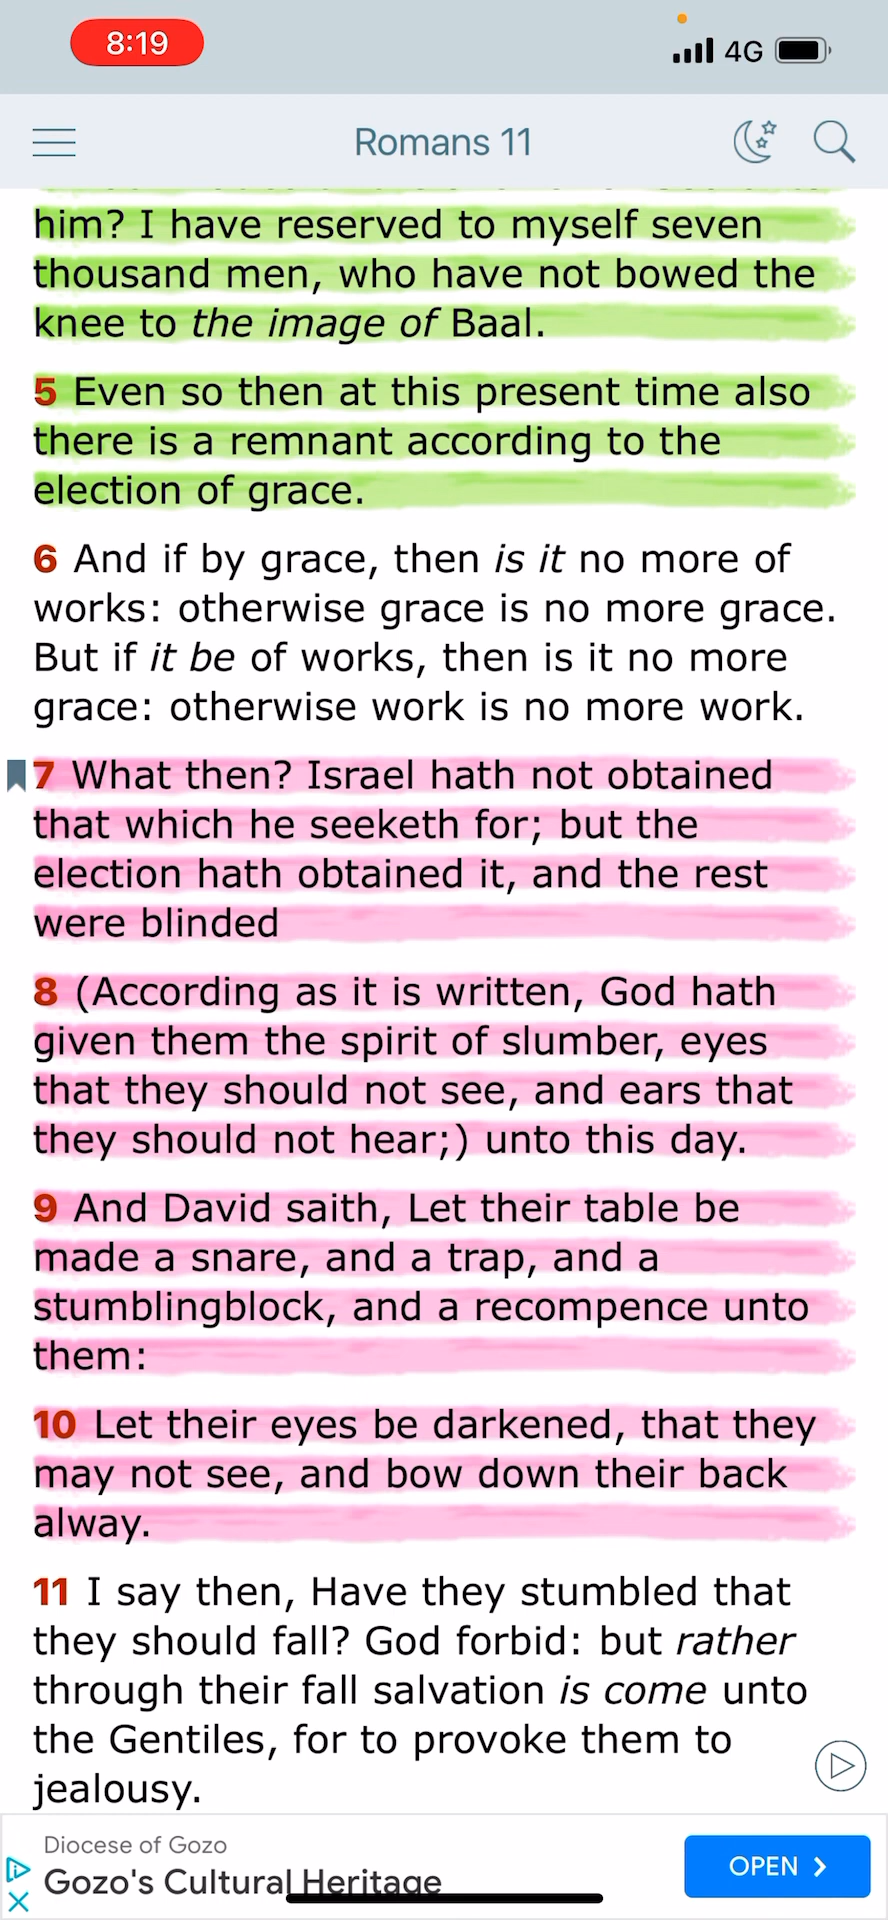 8:19
4G
Romans 11
him? I have reserved to myself seven
thousand men, who have not bowed the
knee to the image of Baal.
5 Even so then at this present time also
there is a remnant according to the
election of grace.
6 And if by grace, then is it no more of
works: otherwise grace is no more grace.
But if it be of works, then is it no more
grace: otherwise work is no more work.
7 What then? Israel hath not obtained
that which he seeketh for; but the
election hath obtained it, and the rest
were blinded
8 (According as it is written, God hath
given them the spirit of slumber, eyes
that they should not see, and ears that
they should not hear;) unto this day.
9 And David saith, Let their table be
made a snare, and a trap, and a
stumblingblock, and a recompence unto
them:
10 Let their eyes be darkened, that they
may not see, and bow down their back
alway.
11 I say then, Have they stumbled that
they should fall? God forbid: but rather
through their fall salvation is come unto
the Gentiles, for to provoke them to
jealousy.
Diocese of Gozo
Gozo's Cultural Heritage
OPEN